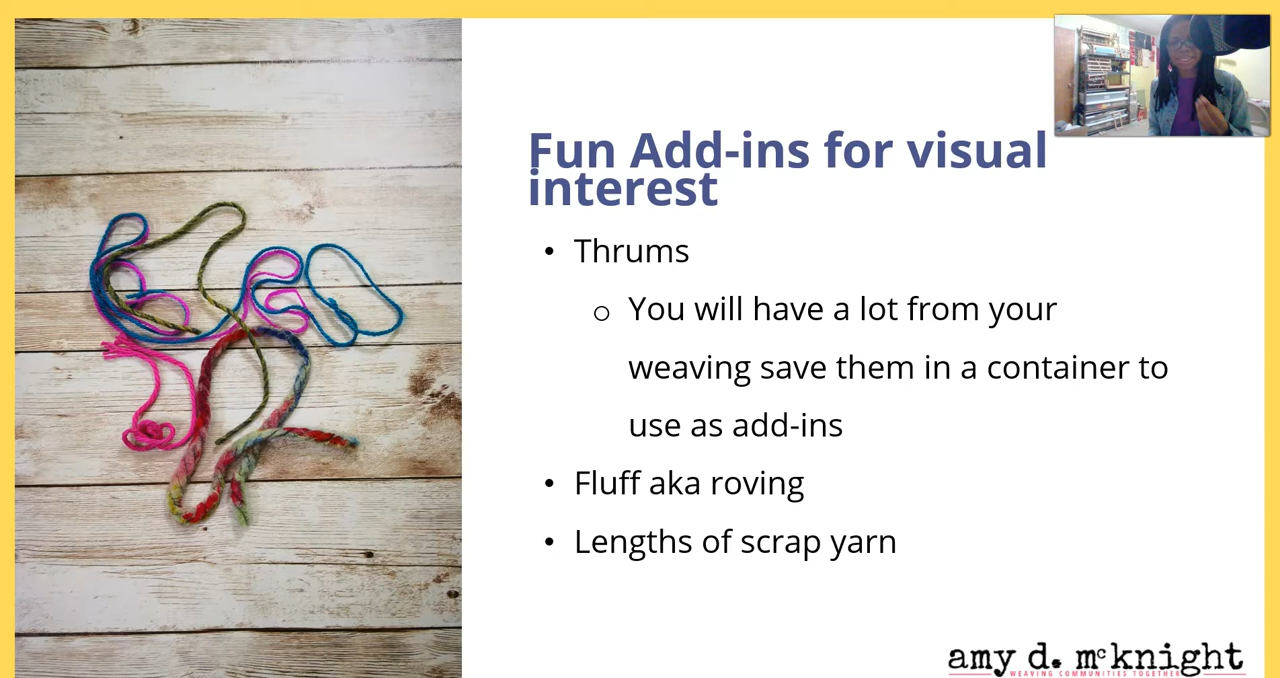 Fun Add-ins for visual
interest
• Thrums
o You will have a lot from your
weaving save them in a container to
use as add-ins
• Fluff aka roving
• Lengths of scrap yarn
amy d. mcknight
WEAVING COMMUNITIES TOGETHER